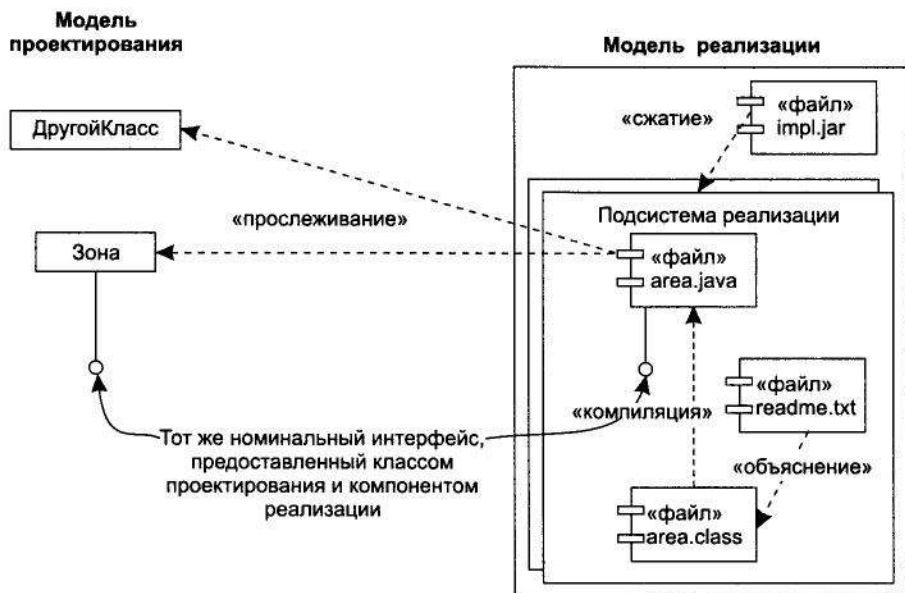 Модель
проектирования
Модель реализации
«файл»
impl.jar
«сжатие»
ДругойКласс
Подсистема реализации
«прослеживание»
Зона
«файл»
area.java
«файл»
readme.txt
«компиляция»
Тот же номинальный интерфейс,
предоставленный классом
проектирования и компонентом
реализации
«объяснение»
«файл»
area.class